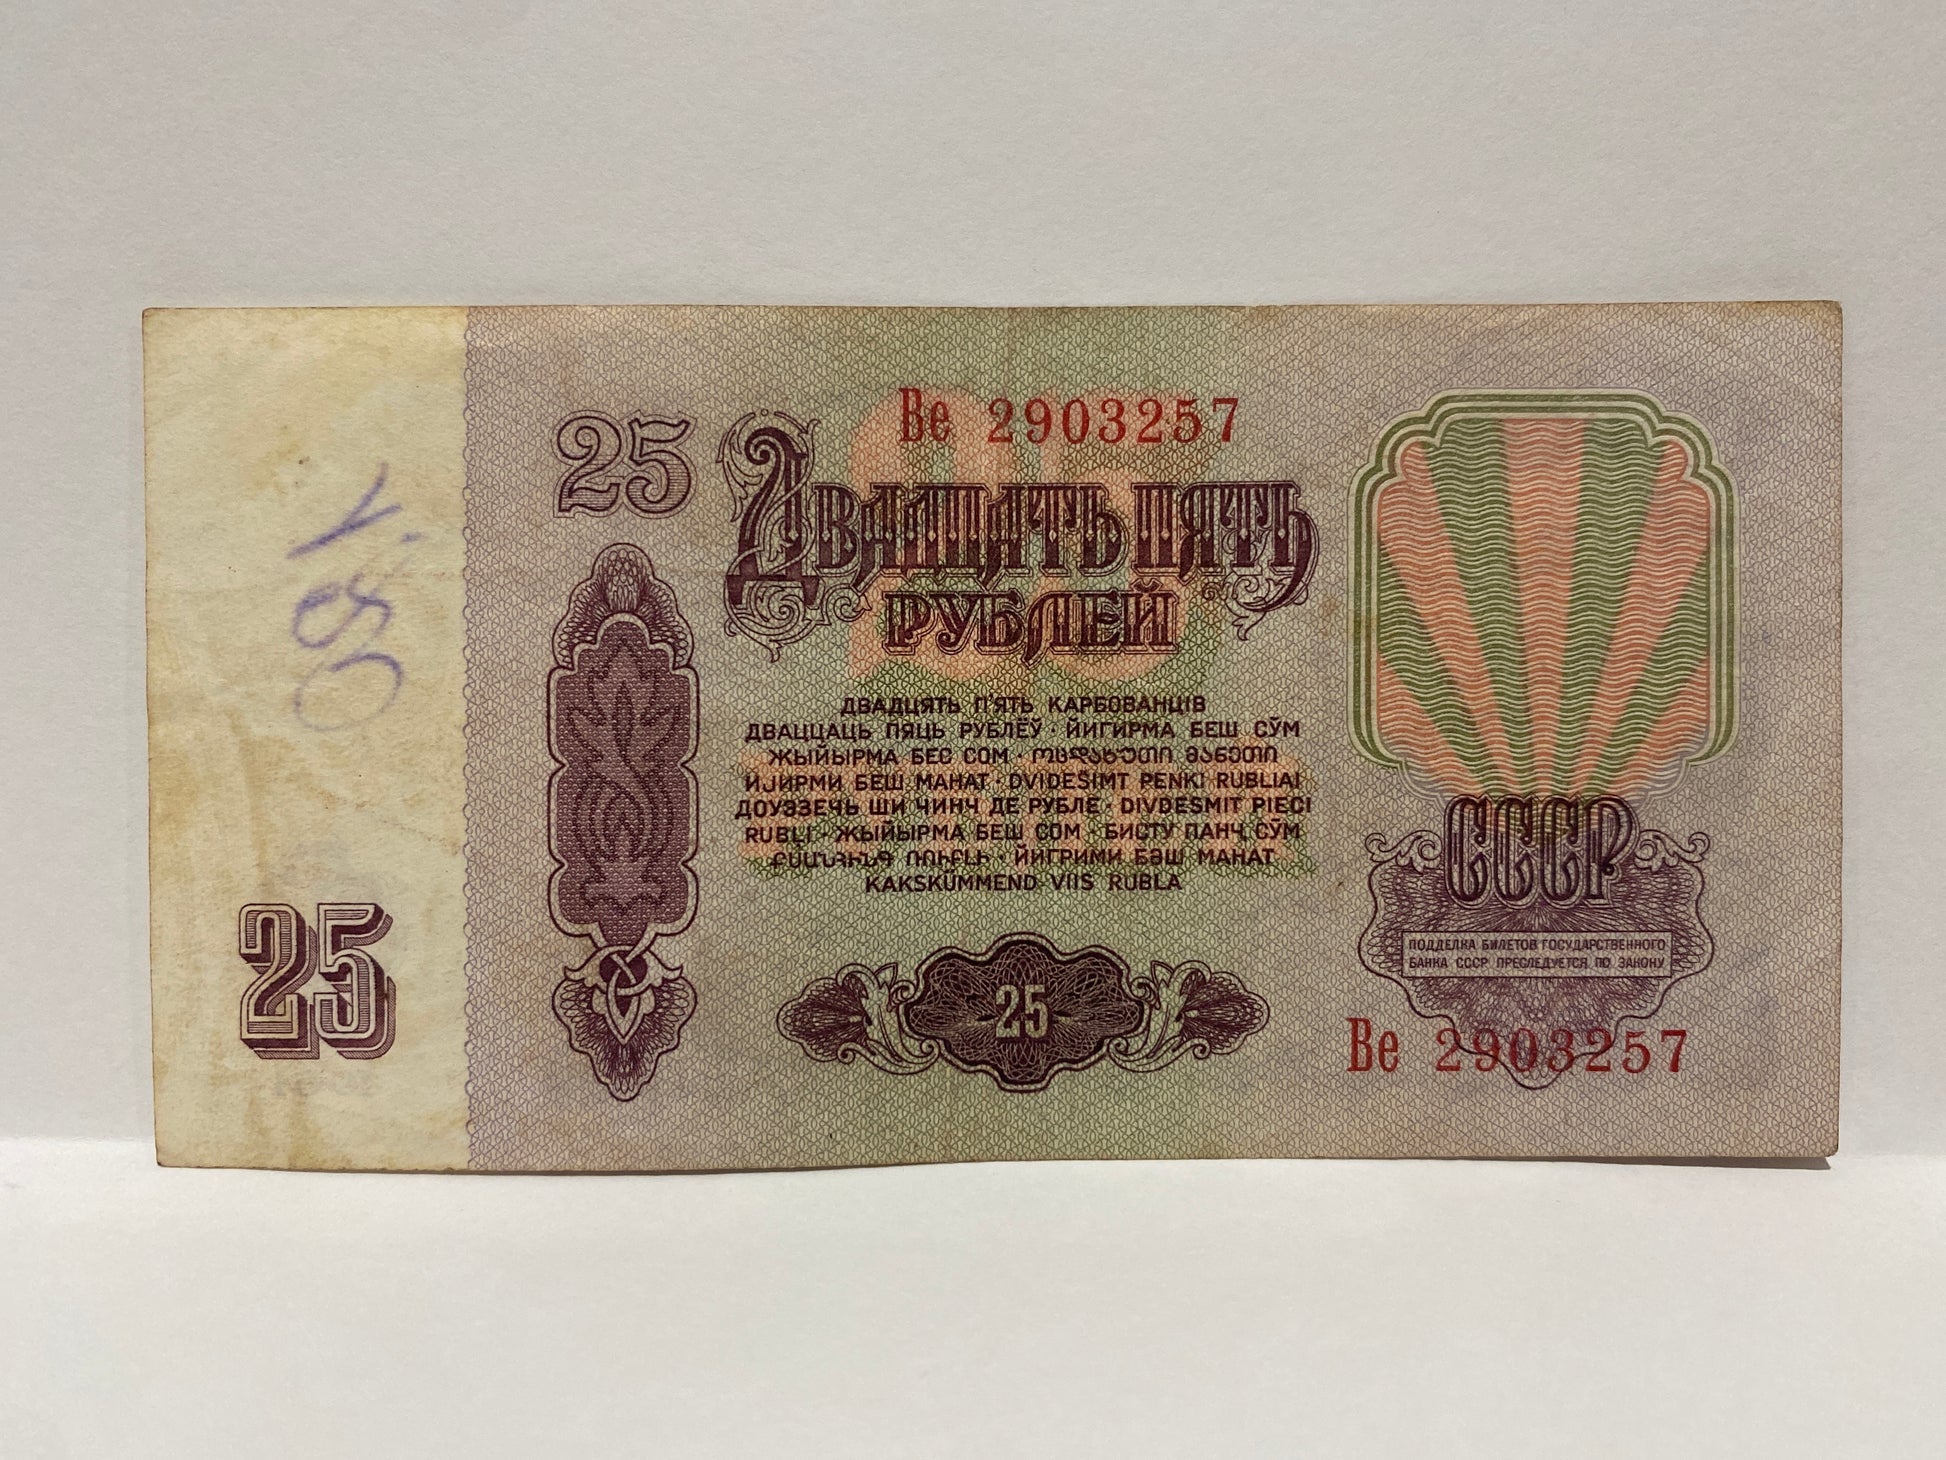 Ве 2903257
25
Двадцать пять
рублей
ДВАДЦЯТЬ П'ЯТЬ КАРБОВАНЦІВ
ДВАЦЦАЦЬ ПЯЦЬ РУБЛЁЎ · ЙИГИРМА БЕШ СЎМ
ЖЫЙЫРМА БЕС СОМ · ოცდახუთი მანეთი
ИЈИРМИ БЕШ МАНАТ · DVIDEŠIMT PENKI RUBLIAI
ДОУЭЗЕЧЬ ШИ ЧИНЧ ДЕ РУБЛЕ · DIVDESMIT PIECI
RUBĻI · ЖЫЙЫРМА БЕШ СОМ · БИСТУ ПАНҶ СӮМ
ՔՍԱՆՀԻՆԳ ՌՈՒԲԼԻ · ЙИГРИМИ БӘШ МАНАТ
KAKSKÜMMEND VIIS RUBLA
25
25
СССР
ПОДДЕЛКА БИЛЕТОВ ГОСУДАРСТВЕННОГО
БАНКА СССР ПРЕСЛЕДУЕТСЯ ПО ЗАКОНУ
Ве 2903257